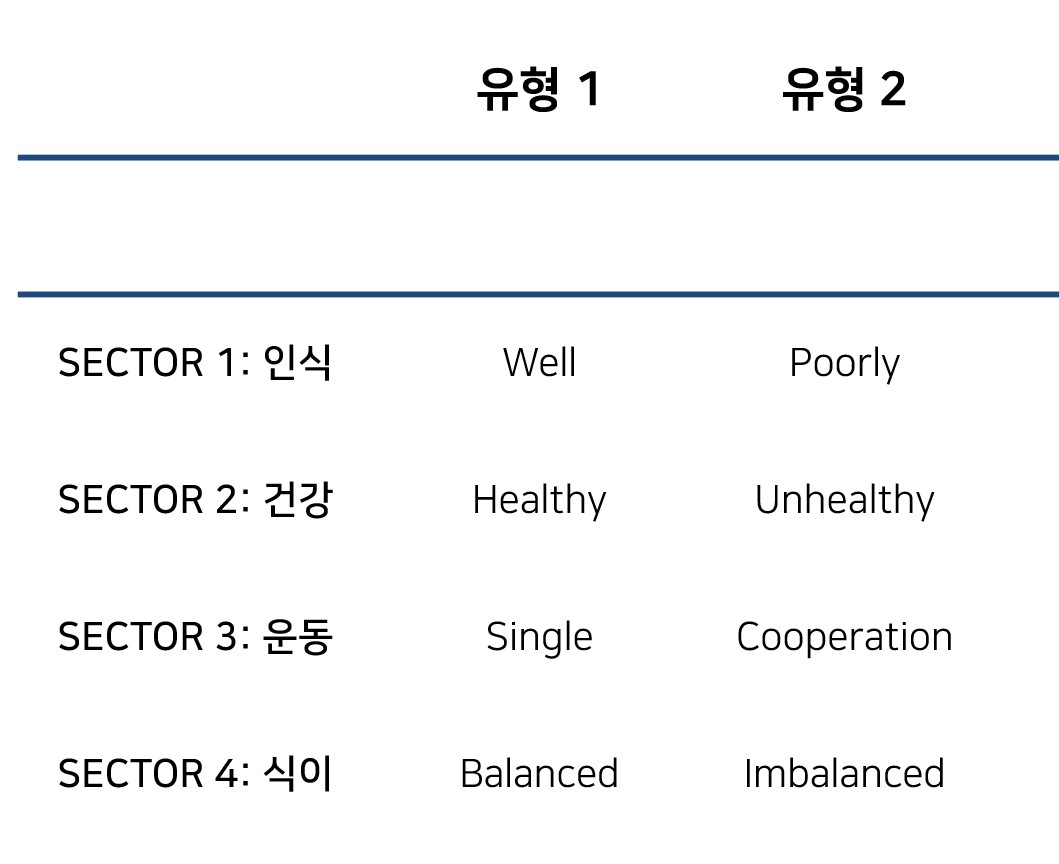 유형 1 유형 2
SECTOR 1: 인식 Well Poorly
SECTOR 2: 건강 Healthy Unhealthy
SECTOR 3: 운동 Single Cooperation
SECTOR 4: 식이 Balanced Imbalanced